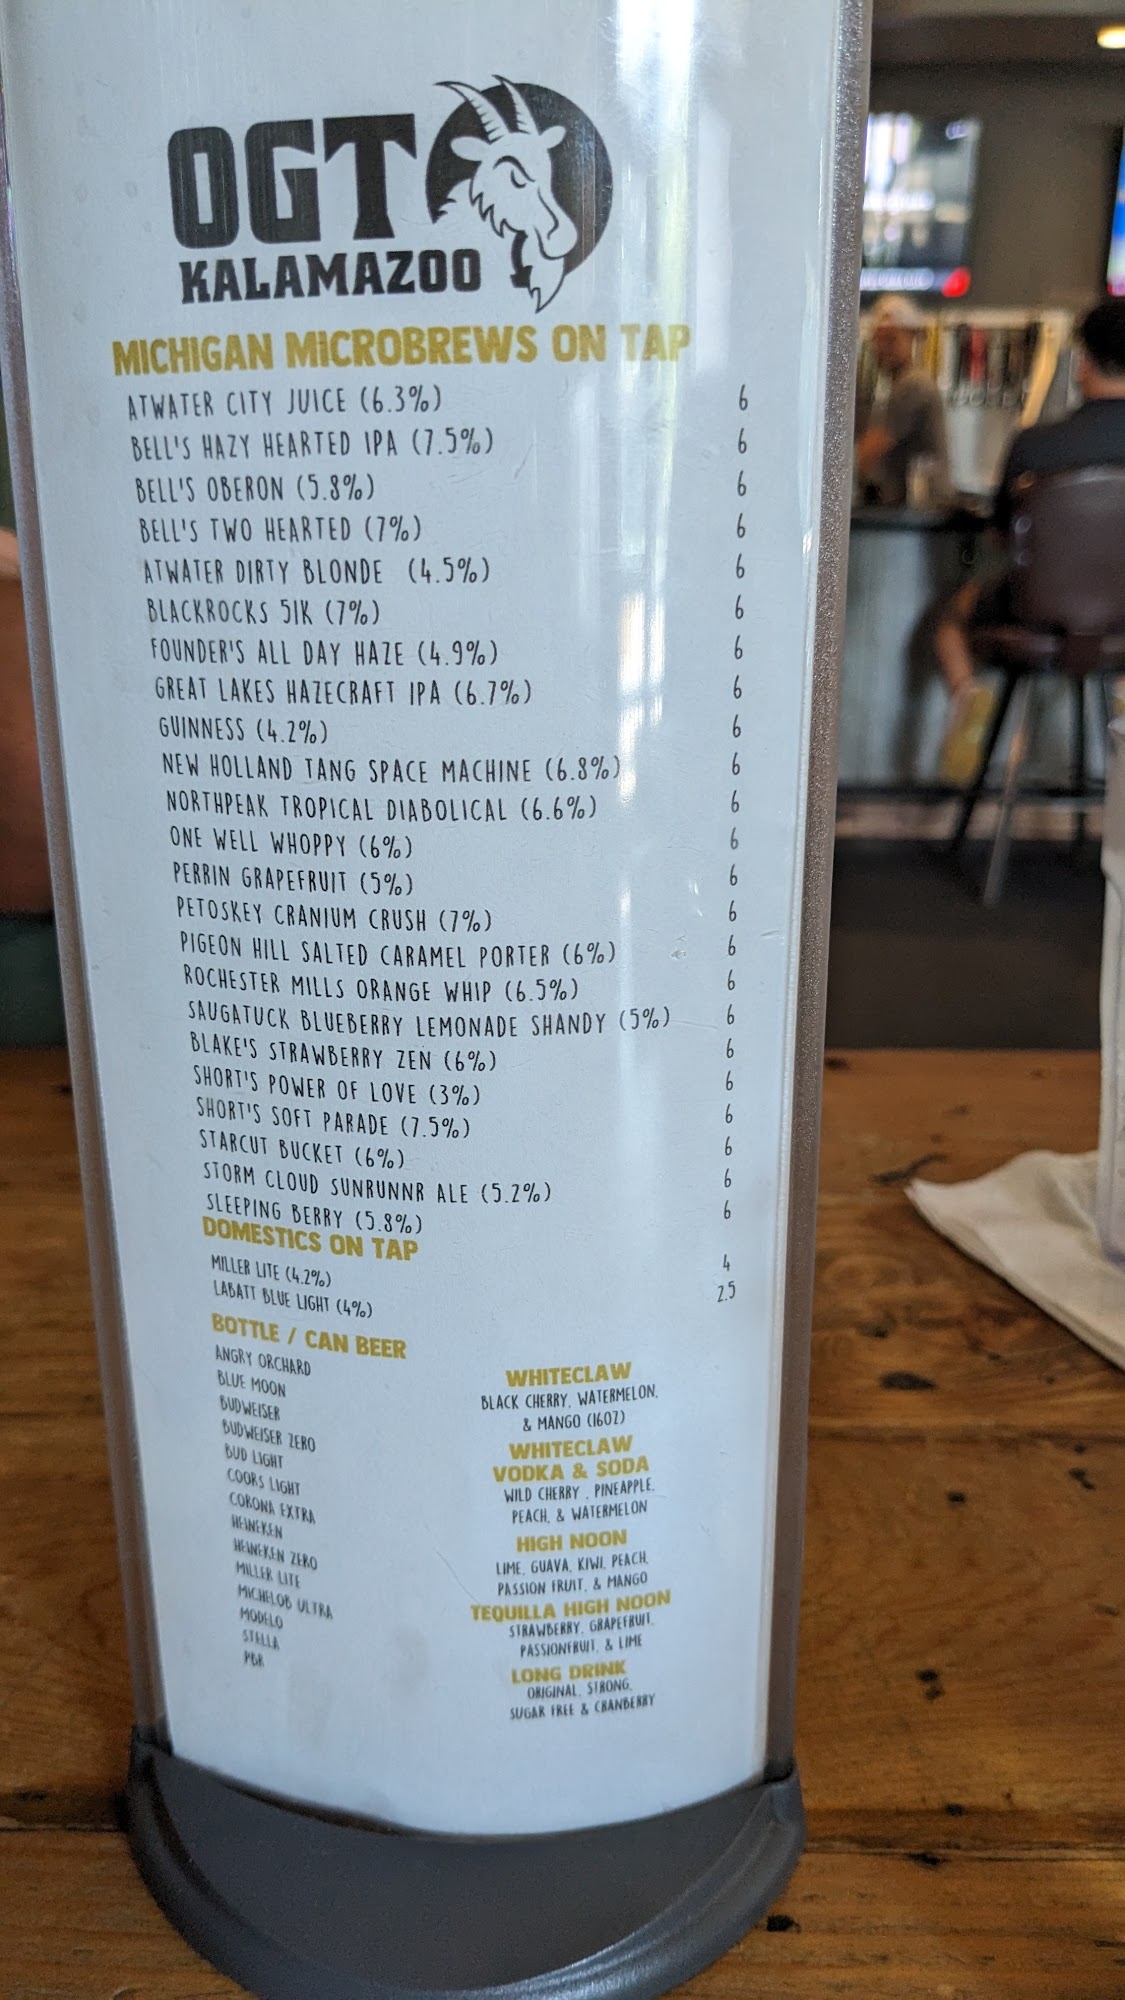 OGT
KALAMAZOO
MICHIGAN MICROBREWS ON TAP
ATWATER CITY JUICE (6.3%) 6
BELL'S HAZY HEARTED IPA (7.5%) 6
BELL'S OBERON (5.8%) 6
BELL'S TWO HEARTED (7%) 6
ATWATER DIRTY BLONDE (4.5%) 6
BLACKROCKS 51K (7%) 6
FOUNDER'S ALL DAY HAZE (4.9%) 6
GREAT LAKES HAZECRAFT IPA (6.7%) 6
GUINNESS (4.2%) 6
NEW HOLLAND TANG SPACE MACHINE (6.8%) 6
NORTHPEAK TROPICAL DIABOLICAL (6.6%) 6
ONE WELL WHOPPY (6%) 6
PERRIN GRAPEFRUIT (5%) 6
PETOSKEY CRANIUM CRUSH (7%) 6
PIGEON HILL SALTED CARAMEL PORTER (6%) 6
ROCHESTER MILLS ORANGE WHIP (6.5%) 6
SAUGATUCK BLUEBERRY LEMONADE SHANDY (5%) 6
BLAKE'S STRAWBERRY ZEN (6%) 6
SHORT'S POWER OF LOVE (3%) 6
SHORT'S SOFT PARADE (7.5%) 6
STARCUT BUCKET (6%) 6
STORM CLOUD SUNRUNNR ALE (5.2%) 6
SLEEPING BERRY (5.8%) 6
DOMESTICS ON TAP
MILLER LITE (4.2%) 4
LABATT BLUE LIGHT (4%) 2.5
BOTTLE / CAN BEER
ANGRY ORCHARD
BLUE MOON
BUDWEISER
BUDWEISER ZERO
BUD LIGHT
COORS LIGHT
CORONA EXTRA
HEINEKEN
HEINEKEN ZERO
MILLER LITE
MICHELOB ULTRA
MODELO
STELLA
PBR
WHITECLAW
BLACK CHERRY, WATERMELON,
& MANGO (16OZ)
WHITECLAW
VODKA & SODA
WILD CHERRY , PINEAPPLE,
PEACH, & WATERMELON
HIGH NOON
LIME, GUAVA, KIWI, PEACH,
PASSION FRUIT, & MANGO
TEQUILLA HIGH NOON
STRAWBERRY, GRAPEFRUIT,
PASSIONFRUIT, & LIME
LONG DRINK
ORIGINAL, STRONG,
SUGAR FREE & CRANBERRY